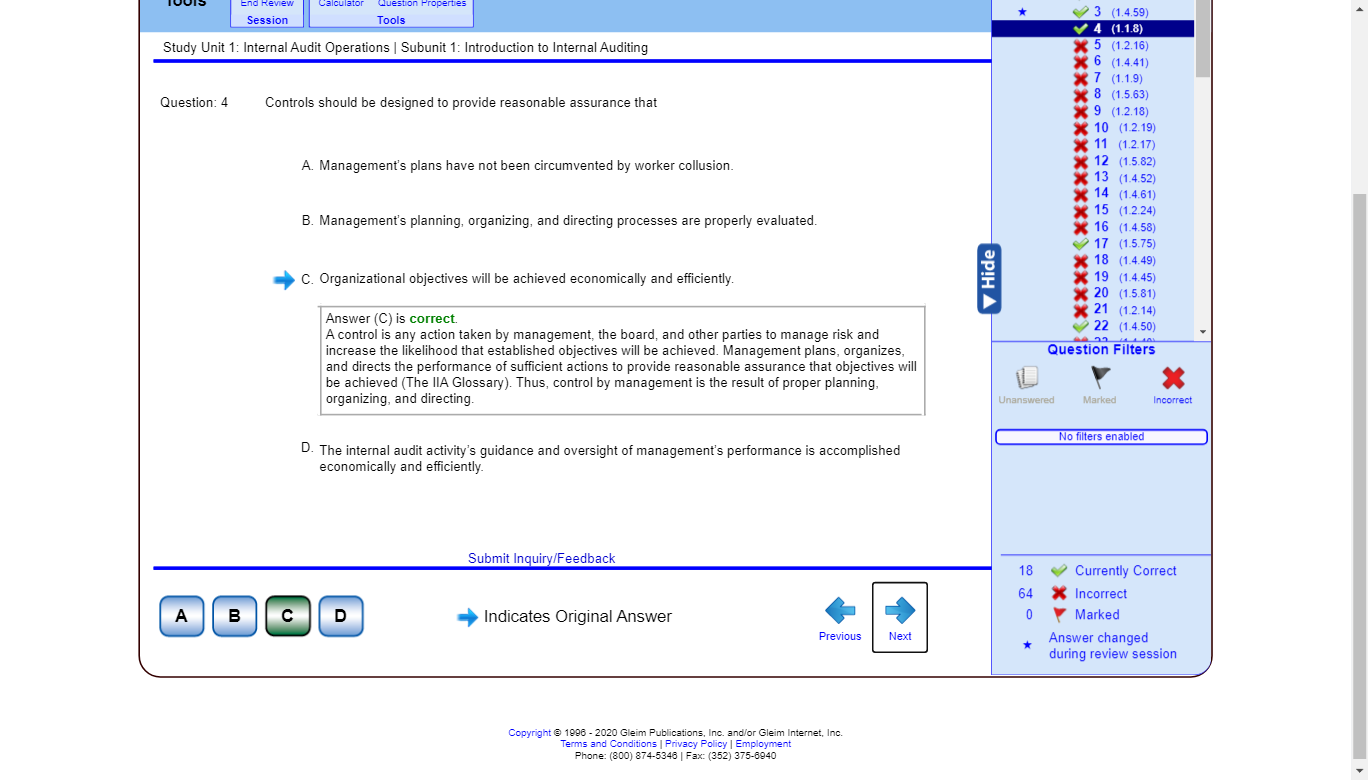 Tools
End Review
Session
Calculator Question Properties
Tools
Study Unit 1: Internal Audit Operations | Subunit 1: Introduction to Internal Auditing
Question: 4 Controls should be designed to provide reasonable assurance that
A. Management's plans have not been circumvented by worker collusion.
B. Management's planning, organizing, and directing processes are properly evaluated.
C. Organizational objectives will be achieved economically and efficiently.
Answer (C) is correct.
A control is any action taken by management, the board, and other parties to manage risk and
increase the likelihood that established objectives will be achieved. Management plans, organizes,
and directs the performance of sufficient actions to provide reasonable assurance that objectives will
be achieved (The IIA Glossary). Thus, control by management is the result of proper planning,
organizing, and directing.
D. The internal audit activity's guidance and oversight of management's performance is accomplished
economically and efficiently.
Submit Inquiry/Feedback
A B C D
Indicates Original Answer
Previous
Next
Hide
3 (1.4.59)
4 (1.1.8)
5 (1.2.16)
6 (1.4.41)
7 (1.1.9)
8 (1.5.63)
9 (1.2.18)
10 (1.2.19)
11 (1.2.17)
12 (1.5.82)
13 (1.4.52)
14 (1.4.61)
15 (1.2.24)
16 (1.4.58)
17 (1.5.75)
18 (1.4.49)
19 (1.4.45)
20 (1.5.81)
21 (1.2.14)
22 (1.4.50)
Question Filters
Unanswered Marked Incorrect
No filters enabled
18 Currently Correct
64 Incorrect
0 Marked
Answer changed
during review session
Copyright © 1996 - 2020 Gleim Publications, Inc. and/or Gleim Internet, Inc.
Terms and Conditions | Privacy Policy | Employment
Phone: (800) 874-5346 | Fax: (352) 375-6940